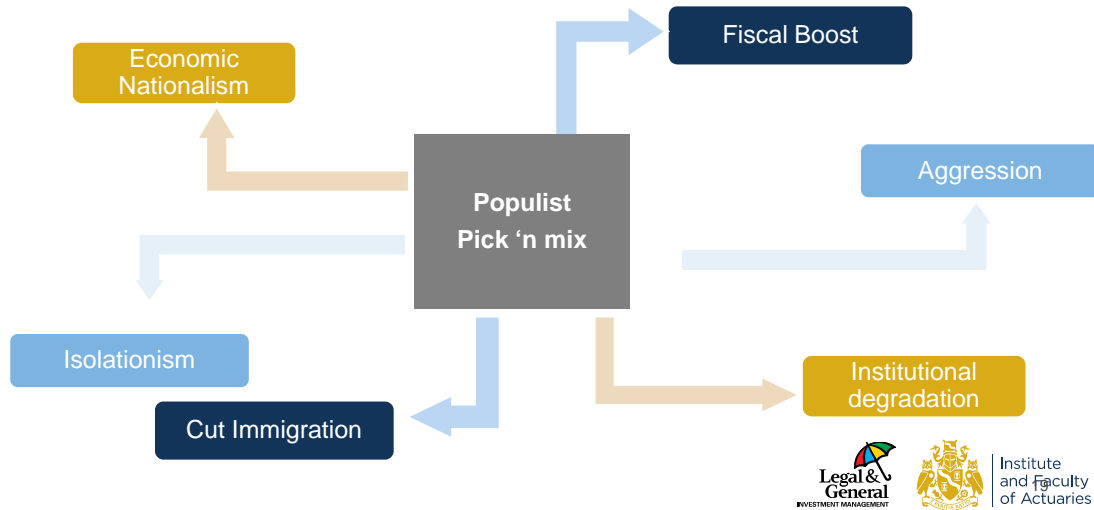 Fiscal Boost
Economic
Nationalism
Aggression
Populist
Pick ‘n mix
Isolationism
Institutional
degradation
Cut Immigration
Legal &
General
INVESTMENT MANAGEMENT
Institute
and Faculty
of Actuaries
19